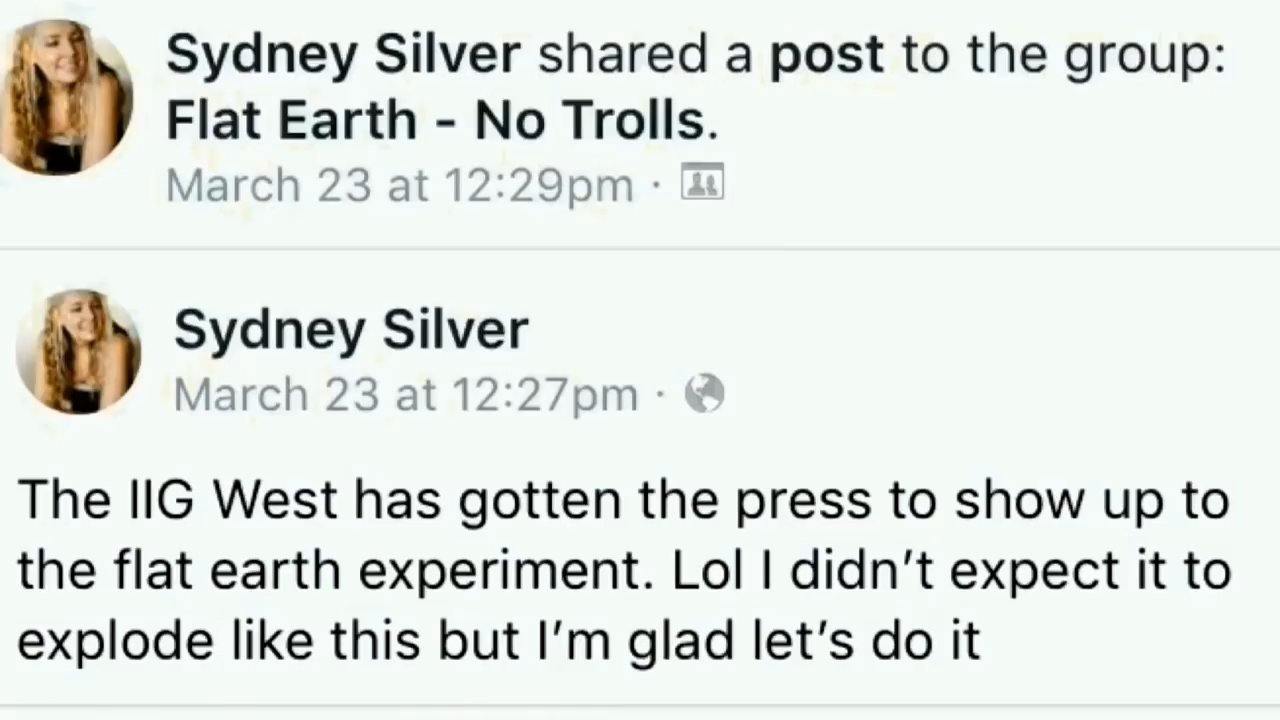 Sydney Silver shared a post to the group:
Flat Earth - No Trolls.
March 23 at 12:29pm ·
Sydney Silver
March 23 at 12:27pm ·
The IIG West has gotten the press to show up to
the flat earth experiment. Lol I didn’t expect it to
explode like this but I’m glad let’s do it